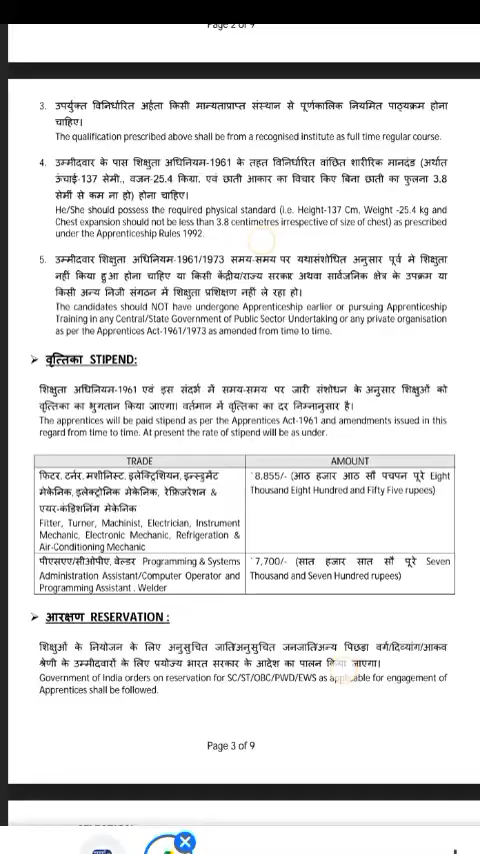 Page 2 of 9
3. उपर्युक्त विनिर्धारित अर्हता किसी मान्यताप्राप्त संस्थान से पूर्णकालिक नियमित पाठ्यक्रम होना
चाहिए।
The qualification prescribed above shall be from a recognised institute as full time regular course.
4. उम्मीदवार के पास शिक्षुता अधिनियम-1961 के तहत विनिर्धारित वांछित शारीरिक मानदंड (अर्थात
ऊंचाई-137 सेमी., वजन-25.4 किग्रा. एवं छाती आकार का विचार किए बिना छाती का फुलना 3.8
सेमीं से कम ना हो) होना चाहिए।
He/She should possess the required physical standard (i.e. Height-137 Cm, Weight -25.4 kg and
Chest expansion should not be less than 3.8 centimetres irrespective of size of chest) as prescribed
under the Apprenticeship Rules 1992.
5. उम्मीदवार शिक्षुता अधिनियम-1961/1973 समय-समय पर यथासंशोधित अनुसार पूर्व मे शिक्षुता
नहीं किया हुआ होना चाहिए या किसी केंद्रीय/राज्य सरकार अथवा सार्वजनिक क्षेत्र के उपक्रम या
किसी अन्य निजी संगठन में शिक्षुता प्रशिक्षण नहीं ले रहा हो।
The candidates should NOT have undergone Apprenticeship earlier or pursuing Apprenticeship
Training in any Central/State Government of Public Sector Undertaking or any private organisation
as per the Apprentices Act-1961/1973 as amended from time to time.
➤ वृत्तिका STIPEND:
शिक्षुता अधिनियम-1961 एवं इस संदर्भ में समय-समय पर जारी संशोधन के अनुसार शिक्षुओं को
वृत्तिका का भुगतान किया जाएगा। वर्तमान में वृत्तिका का दर निम्नानुसार है।
The apprentices will be paid stipend as per the Apprentices Act-1961 and amendments issued in this
regard from time to time. At present the rate of stipend will be as under.
TRADE AMOUNT
फिटर, टर्नर, मशीनिस्ट, इलेक्ट्रिशियन, इन्स्ट्रुमेंट
मेकेनिक, इलेक्ट्रोनिक मेकेनिक, रेफ्रिजरेशन &
एयर-कंडिशनिंग मेकेनिक
Fitter, Turner, Machinist, Electrician, Instrument
Mechanic, Electronic Mechanic, Refrigeration &
Air-Conditioning Mechanic
` 8,855/- (आठ हजार आठ सौ पचपन पूरे Eight
Thousand Eight Hundred and Fifty Five rupees)
पीएसएए/सीओपीए, वेल्डर Programming & Systems
Administration Assistant/Computer Operator and
Programming Assistant . Welder
` 7,700/- (सात हजार सात सौ पूरे Seven
Thousand and Seven Hundred rupees)
➤ आरक्षण RESERVATION :
शिक्षुओं के नियोजन के लिए अनुसुचित जातिअनुसुचित जनजातिअन्य पिछड़ा वर्ग/दिव्यांग/आकव
श्रेणी के उम्मीदवारों के लिए प्रयोज्य भारत सरकार के आदेश का पालन किया जाएगा।
Government of India orders on reservation for SC/ST/OBC/PWD/EWS as applicable for engagement of
Apprentices shall be followed.
Page 3 of 9